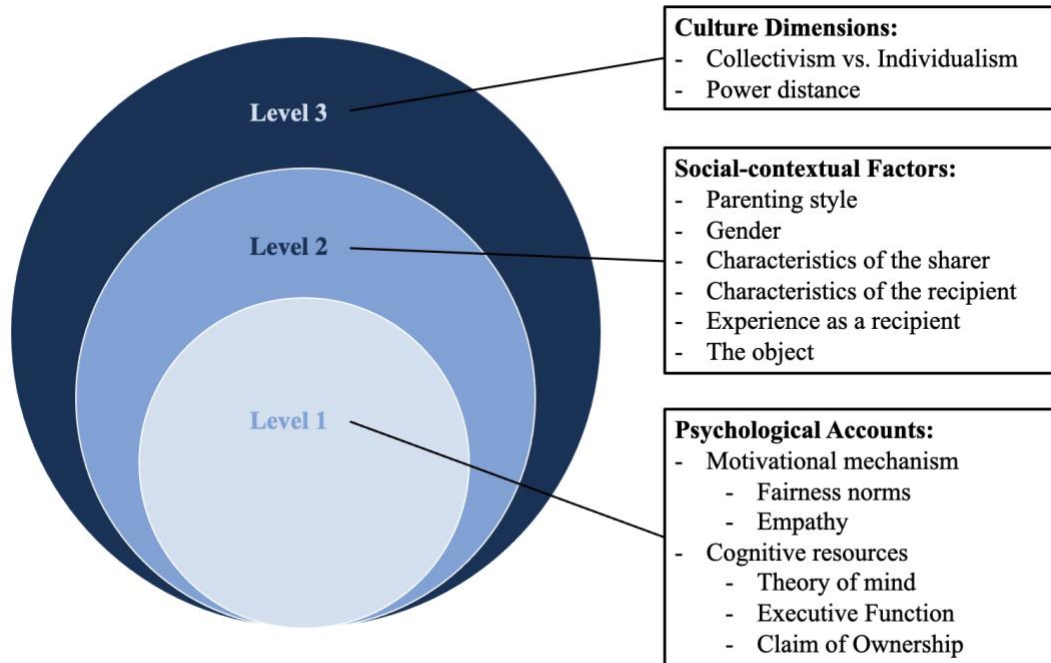 Level 3
Level 2
Level 1
Culture Dimensions:
- Collectivism vs. Individualism
- Power distance
Social-contextual Factors:
- Parenting style
- Gender
- Characteristics of the sharer
- Characteristics of the recipient
- Experience as a recipient
- The object
Psychological Accounts:
- Motivational mechanism
- Fairness norms
- Empathy
- Cognitive resources
- Theory of mind
- Executive Function
- Claim of Ownership